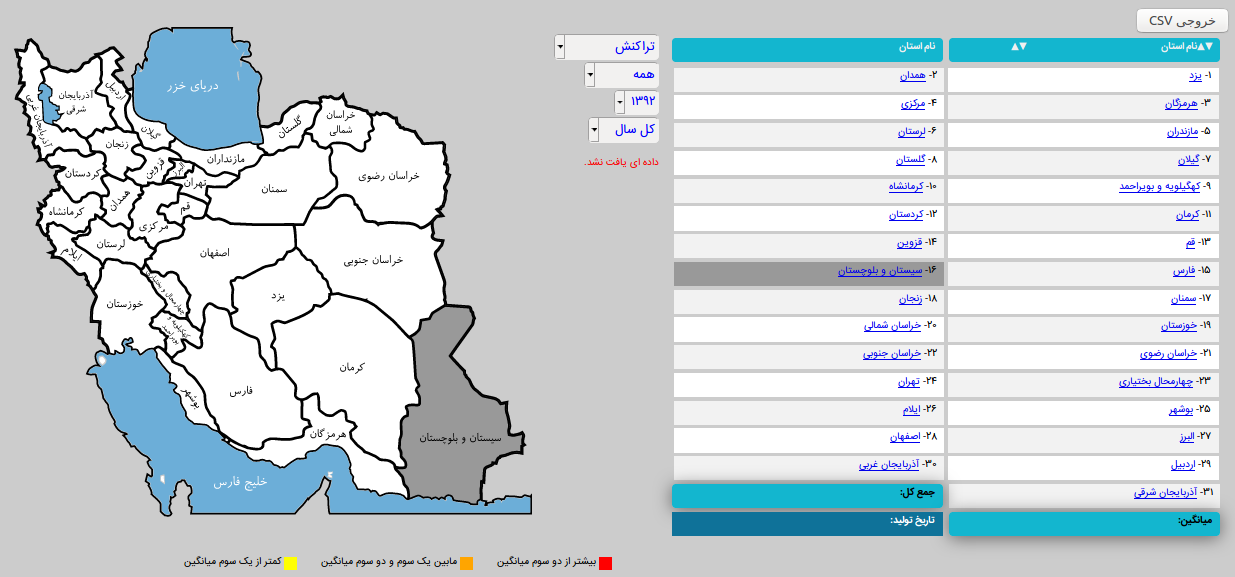 خروجی CSV
▲▼نام استان ▲▼
نام استان
۱- یزد
۲- همدان
۳- هرمزگان
۴- مرکزی
۵- مازندران
۶- لرستان
۷- گیلان
۸- گلستان
۹- کهگیلویه و بویراحمد
۱۰- کرمانشاه
۱۱- کرمان
۱۲- کردستان
۱۳- قم
۱۴- قزوین
۱۵- فارس
۱۶- سیستان و بلوچستان
۱۷- سمنان
۱۸- زنجان
۱۹- خوزستان
۲۰- خراسان شمالی
۲۱- خراسان رضوی
۲۲- خراسان جنوبی
۲۳- چهارمحال بختیاری
۲۴- تهران
۲۵- بوشهر
۲۶- ایلام
۲۷- البرز
۲۸- اصفهان
۲۹- اردبیل
۳۰- آذربایجان غربی
۳۱- آذربایجان شرقی
جمع کل:
میانگین:
تاریخ تولید:
تراکنش
همه
۱۳۹۲
کل سال
داده ای یافت نشد.
دریای خزر
آذربایجان
شرقی
اردبیل
آذربایجان غربی
گیلان
زنجان
گلستان
خراسان
شمالی
مازنداران
قزوین
البرز
تهران
سمنان
خراسان رضوی
کردستان
همدان
کرمانشاه
قم
مرکزی
لرستان
ایلام
اصفهان
خراسان جنوبی
چهارمحال و بختیاری
خوزستان
یزد
کهگیلویه و
بویراحمد
کرمان
فارس
بوشهر
هرمزگان
سیستان و بلوچستان
خلیج فارس
بیشتر از دو سوم میانگین
مابین یک سوم و دو سوم میانگین
کمتر از یک سوم میانگین